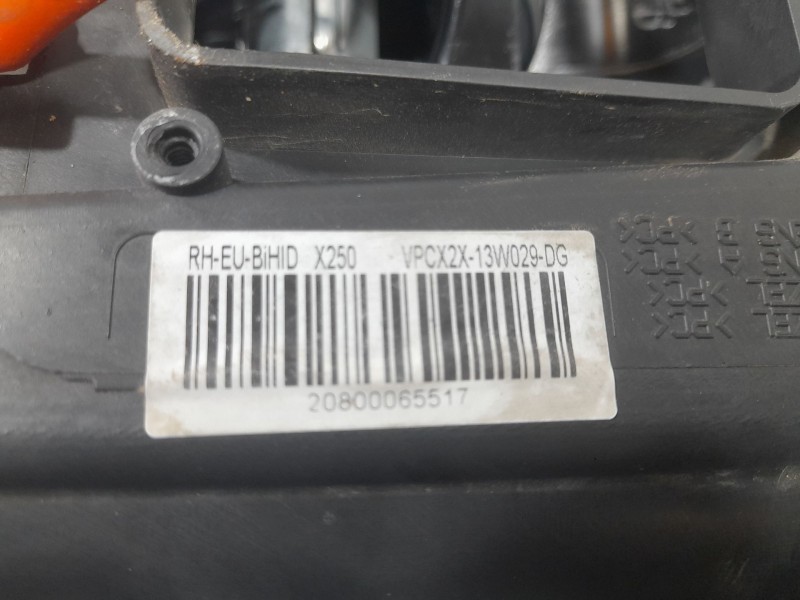 RH-EU-BiHID X250 VPCX2X-13W029-DG
20800065517